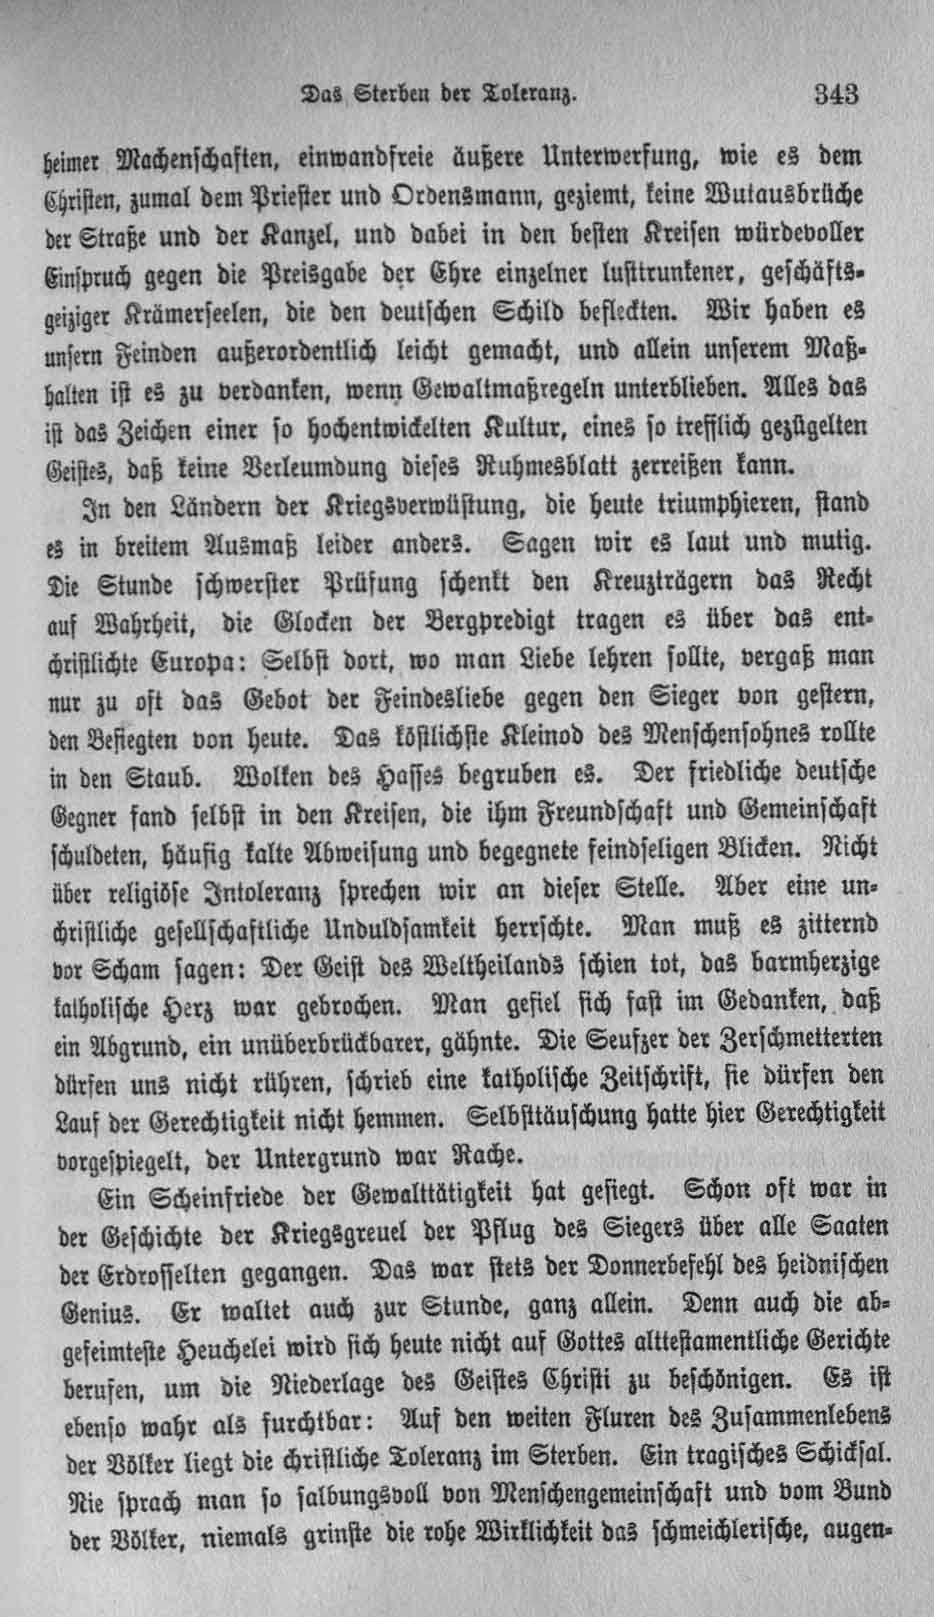 Das Sterben der Toleranz. 343
heimer Machenschaften, einwandfreie äußere Unterwerfung, wie es dem
Christen, zumal dem Priester und Ordensmann, geziemt, keine Wutausbrüche
der Straße und der Kanzel, und dabei in den besten Kreisen würdevoller
Einspruch gegen die Preisgabe der Ehre einzelner lusttrunkener, geschäfts-
geiziger Krämerseelen, die den deutschen Schild befleckten. Wir haben es
unsern Feinden außerordentlich leicht gemacht, und allein unserem Maß-
halten ist es zu verdanken, wenn Gewaltmaßregeln unterblieben. Alles das
ist das Zeichen einer so hochentwickelten Kultur, eines so trefflich gezügelten
Geistes, daß keine Verleumdung dieses Ruhmesblatt zerreißen kann.
In den Ländern der Kriegsverwüstung, die heute triumphieren, stand
es in breitem Ausmaß leider anders. Sagen wir es laut und mutig.
Die Stunde schwerster Prüfung schenkt den Kreuzträgern das Recht
auf Wahrheit, die Glocken der Bergpredigt tragen es über das ent-
christlichte Europa: Selbst dort, wo man Liebe lehren sollte, vergaß man
nur zu oft das Gebot der Feindesliebe gegen den Sieger von gestern,
den Besiegten von heute. Das köstlichste Kleinod des Menschensohnes rollte
in den Staub. Wolken des Hasses begruben es. Der friedliche deutsche
Gegner fand selbst in den Kreisen, die ihm Freundschaft und Gemeinschaft
schuldeten, häufig kalte Abweisung und begegnete feindseligen Blicken. Nicht
über religiöse Intoleranz sprechen wir an dieser Stelle. Aber eine un-
christliche gesellschaftliche Unduldsamkeit herrschte. Man muß es zitternd
vor Scham sagen: Der Geist des Weltheilands schien tot, das barmherzige
katholische Herz war gebrochen. Man gefiel sich fast im Gedanken, daß
ein Abgrund, ein unüberbrückbarer, gähnte. Die Seufzer der Zerschmetterten
dürfen uns nicht rühren, schrieb eine katholische Zeitschrift, sie dürfen den
Lauf der Gerechtigkeit nicht hemmen. Selbsttäuschung hatte hier Gerechtigkeit
vorgespiegelt, der Untergrund war Rache.
Ein Scheinfriede der Gewalttätigkeit hat gesiegt. Schon oft war in
der Geschichte der Kriegsgreuel der Pflug des Siegers über alle Saaten
der Erdrosselten gegangen. Das war stets der Donnerbefehl des heidnischen
Genius. Er waltet auch zur Stunde, ganz allein. Denn auch die ab-
gefeimteste Heuchelei wird sich heute nicht auf Gottes alttestamentliche Gerichte
berufen, um die Niederlage des Geistes Christi zu beschönigen. Es ist
ebenso wahr als furchtbar: Auf den weiten Fluren des Zusammenlebens
der Völker liegt die christliche Toleranz im Sterben. Ein tragisches Schicksal.
Nie sprach man so salbungsvoll von Menschengemeinschaft und vom Bund
der Völker, niemals grinste die rohe Wirklichkeit das schmeichlerische, augen-